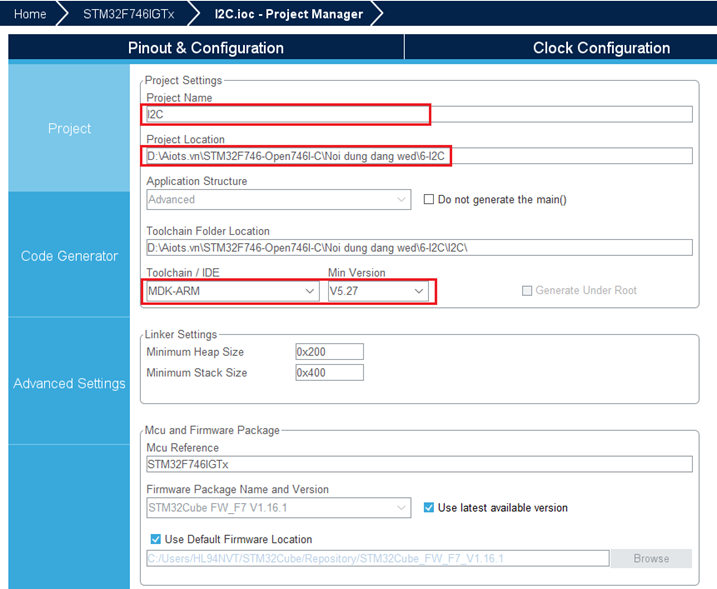 Home STM32F746IGTx I2C.ioc - Project Manager
Pinout & Configuration Clock Configuration
Project
Code Generator
Advanced Settings
Project Settings
Project Name
I2C
Project Location
D:\Aiots.vn\STM32F746-Open746I-C\Noi dung dang wed\6-I2C
Application Structure
Advanced Do not generate the main()
Toolchain Folder Location
D:\Aiots.vn\STM32F746-Open746I-C\Noi dung dang wed\6-I2C\I2C\
Toolchain / IDE Min Version
MDK-ARM V5.27 Generate Under Root
Linker Settings
Minimum Heap Size 0x200
Minimum Stack Size 0x400
Mcu and Firmware Package
Mcu Reference
STM32F746IGTx
Firmware Package Name and Version
STM32Cube FW_F7 V1.16.1 Use latest available version
Use Default Firmware Location
C:/Users/HL94NVT/STM32Cube/Repository/STM32Cube_FW_F7_V1.16.1 Browse